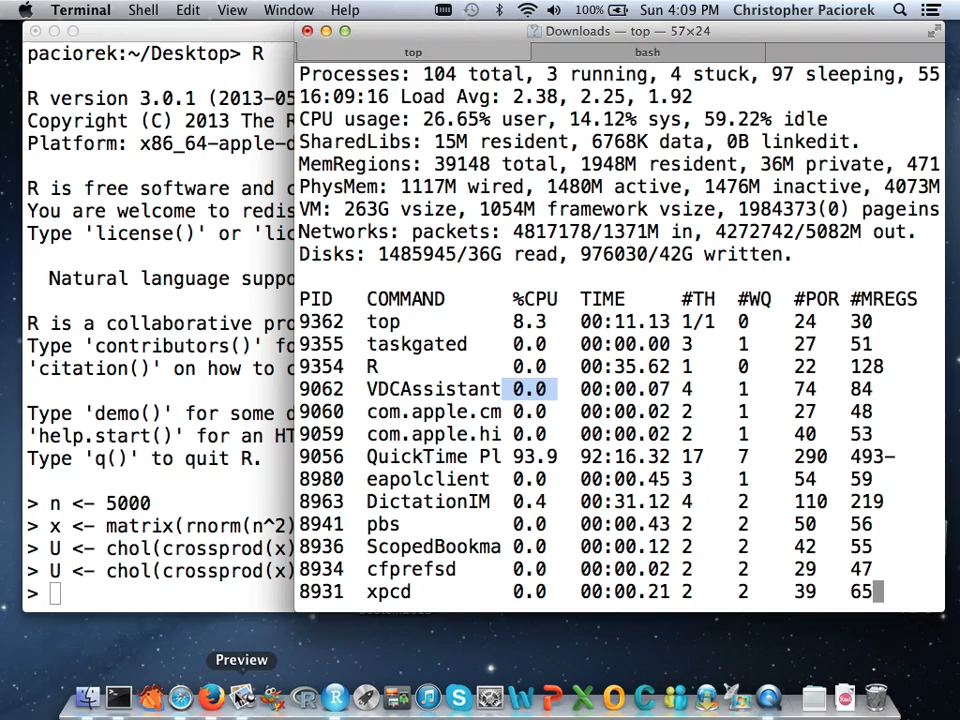 Terminal Shell Edit View Window Help 100% Sun 4:09 PM Christopher Paciorek
paciorek:~/Desktop> R
R version 3.0.1 (2013-05
Copyright (C) 2013 The R
Platform: x86_64-apple-d
R is free software and c
You are welcome to redis
Type 'license()' or 'lic
Natural language suppo
R is a collaborative pro
Type 'contributors()' fo
'citation()' on how to c
Type 'demo()' for some d
'help.start()' for an HT
Type 'q()' to quit R.
> n <- 5000
> x <- matrix(rnorm(n^2)
> U <- chol(crossprod(x)
> U <- chol(crossprod(x)
>
Downloads — top — 57×24
top bash
Processes: 104 total, 3 running, 4 stuck, 97 sleeping, 55
16:09:16 Load Avg: 2.38, 2.25, 1.92
CPU usage: 26.65% user, 14.12% sys, 59.22% idle
SharedLibs: 15M resident, 6768K data, 0B linkedit.
MemRegions: 39148 total, 1948M resident, 36M private, 471
PhysMem: 1117M wired, 1480M active, 1476M inactive, 4073M
VM: 263G vsize, 1054M framework vsize, 1984373(0) pageins
Networks: packets: 4817178/1371M in, 4272742/5082M out.
Disks: 1485945/36G read, 976030/42G written.
PID COMMAND %CPU TIME #TH #WQ #POR #MREGS
9362 top 8.3 00:11.13 1/1 0 24 30
9355 taskgated 0.0 00:00.00 3 1 27 51
9354 R 0.0 00:35.62 1 0 22 128
9062 VDCAssistant 0.0 00:00.07 4 1 74 84
9060 com.apple.cm 0.0 00:00.02 2 1 27 48
9059 com.apple.hi 0.0 00:00.02 2 1 40 53
9056 QuickTime Pl 93.9 92:16.32 17 7 290 493-
8980 eapolclient 0.0 00:00.45 3 1 54 59
8963 DictationIM 0.4 00:31.12 4 2 110 219
8941 pbs 0.0 00:00.43 2 2 50 56
8936 ScopedBookma 0.0 00:00.12 2 2 42 55
8934 cfprefsd 0.0 00:00.02 2 2 29 47
8931 xpcd 0.0 00:00.21 2 2 39 65
Preview